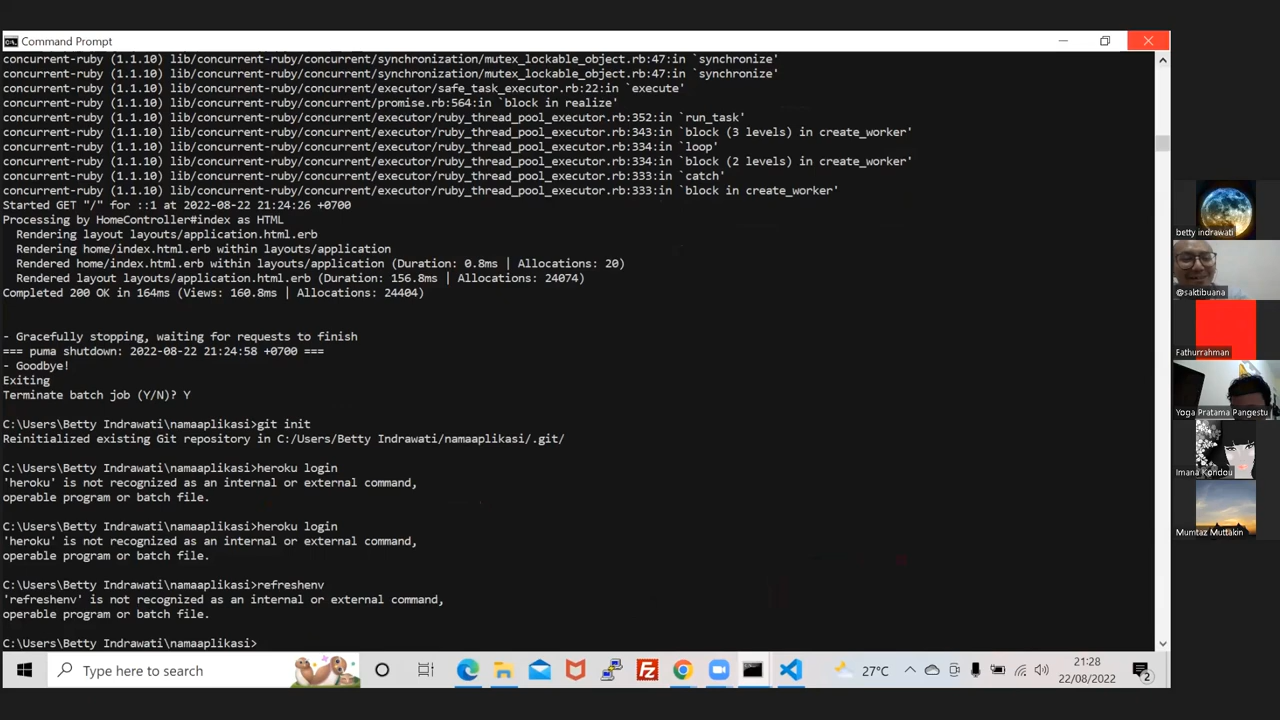 Command Prompt
concurrent-ruby (1.1.10) lib/concurrent-ruby/concurrent/synchronization/mutex_lockable_object.rb:47:in `synchronize'
concurrent-ruby (1.1.10) lib/concurrent-ruby/concurrent/synchronization/mutex_lockable_object.rb:47:in `synchronize'
concurrent-ruby (1.1.10) lib/concurrent-ruby/concurrent/executor/safe_task_executor.rb:22:in `execute'
concurrent-ruby (1.1.10) lib/concurrent-ruby/concurrent/promise.rb:564:in `block in realize'
concurrent-ruby (1.1.10) lib/concurrent-ruby/concurrent/executor/ruby_thread_pool_executor.rb:352:in `run_task'
concurrent-ruby (1.1.10) lib/concurrent-ruby/concurrent/executor/ruby_thread_pool_executor.rb:343:in `block (3 levels) in create_worker'
concurrent-ruby (1.1.10) lib/concurrent-ruby/concurrent/executor/ruby_thread_pool_executor.rb:334:in `loop'
concurrent-ruby (1.1.10) lib/concurrent-ruby/concurrent/executor/ruby_thread_pool_executor.rb:334:in `block (2 levels) in create_worker'
concurrent-ruby (1.1.10) lib/concurrent-ruby/concurrent/executor/ruby_thread_pool_executor.rb:333:in `catch'
concurrent-ruby (1.1.10) lib/concurrent-ruby/concurrent/executor/ruby_thread_pool_executor.rb:333:in `block in create_worker'
Started GET "/" for ::1 at 2022-08-22 21:24:26 +0700
Processing by HomeController#index as HTML
Rendering layout layouts/application.html.erb
Rendering home/index.html.erb within layouts/application
Rendered home/index.html.erb within layouts/application (Duration: 0.8ms | Allocations: 20)
Rendered layout layouts/application.html.erb (Duration: 156.8ms | Allocations: 24074)
Completed 200 OK in 164ms (Views: 160.8ms | Allocations: 24404)
- Gracefully stopping, waiting for requests to finish
=== puma shutdown: 2022-08-22 21:24:58 +0700 ===
- Goodbye!
Exiting
Terminate batch job (Y/N)? Y
C:\Users\Betty Indrawati\namaaplikasi>git init
Reinitialized existing Git repository in C:/Users/Betty Indrawati/namaaplikasi/.git/
C:\Users\Betty Indrawati\namaaplikasi>heroku login
'heroku' is not recognized as an internal or external command,
operable program or batch file.
C:\Users\Betty Indrawati\namaaplikasi>heroku login
'heroku' is not recognized as an internal or external command,
operable program or batch file.
C:\Users\Betty Indrawati\namaaplikasi>refreshenv
'refreshenv' is not recognized as an internal or external command,
operable program or batch file.
C:\Users\Betty Indrawati\namaaplikasi>
betty indrawati
@saktibuana
Fathurrahman
Yoga Pratama Pangestu
Imana Kondou
Mumtaz Muttakin
Type here to search
27°C
21:28
22/08/2022
2